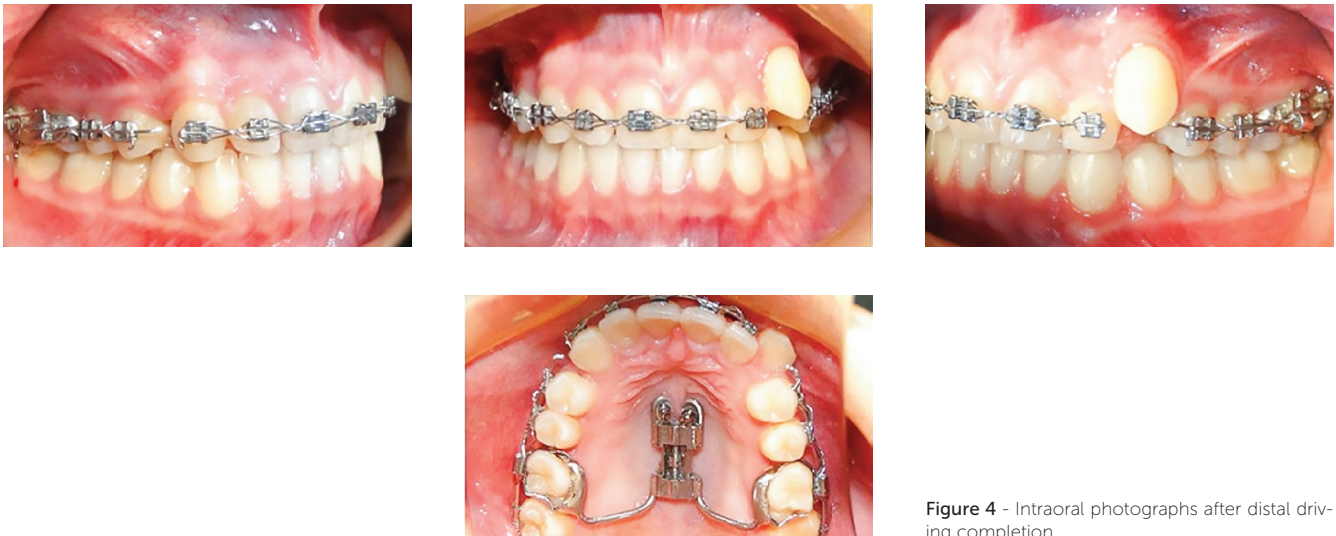 Figure 4 - Intraoral photographs after distal driv-
ing completion.